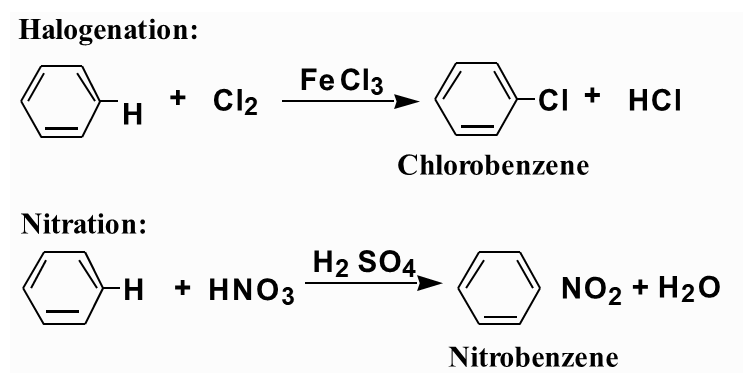 Halogenation:
FeCl3
H + Cl2 Cl + HCl
Chlorobenzene
Nitration:
H2 SO4
H + HNO3 NO2 + H2O
Nitrobenzene